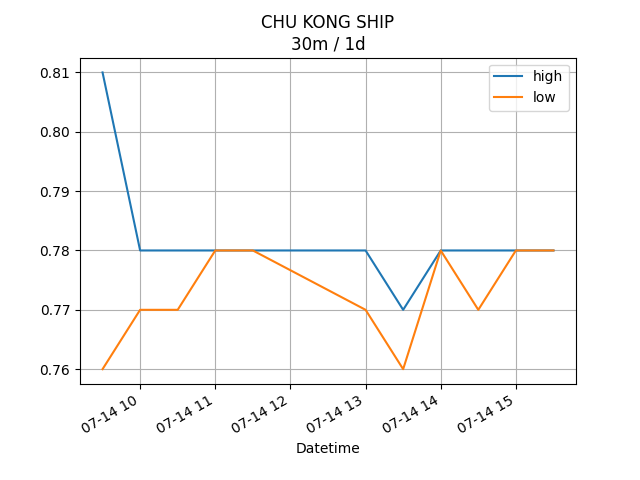 CHU KONG SHIP
30m / 1d
high
low
0.81
0.80
0.79
0.78
0.77
0.76
07-14 10
07-14 11
07-14 12
07-14 13
07-14 14
07-14 15
Datetime